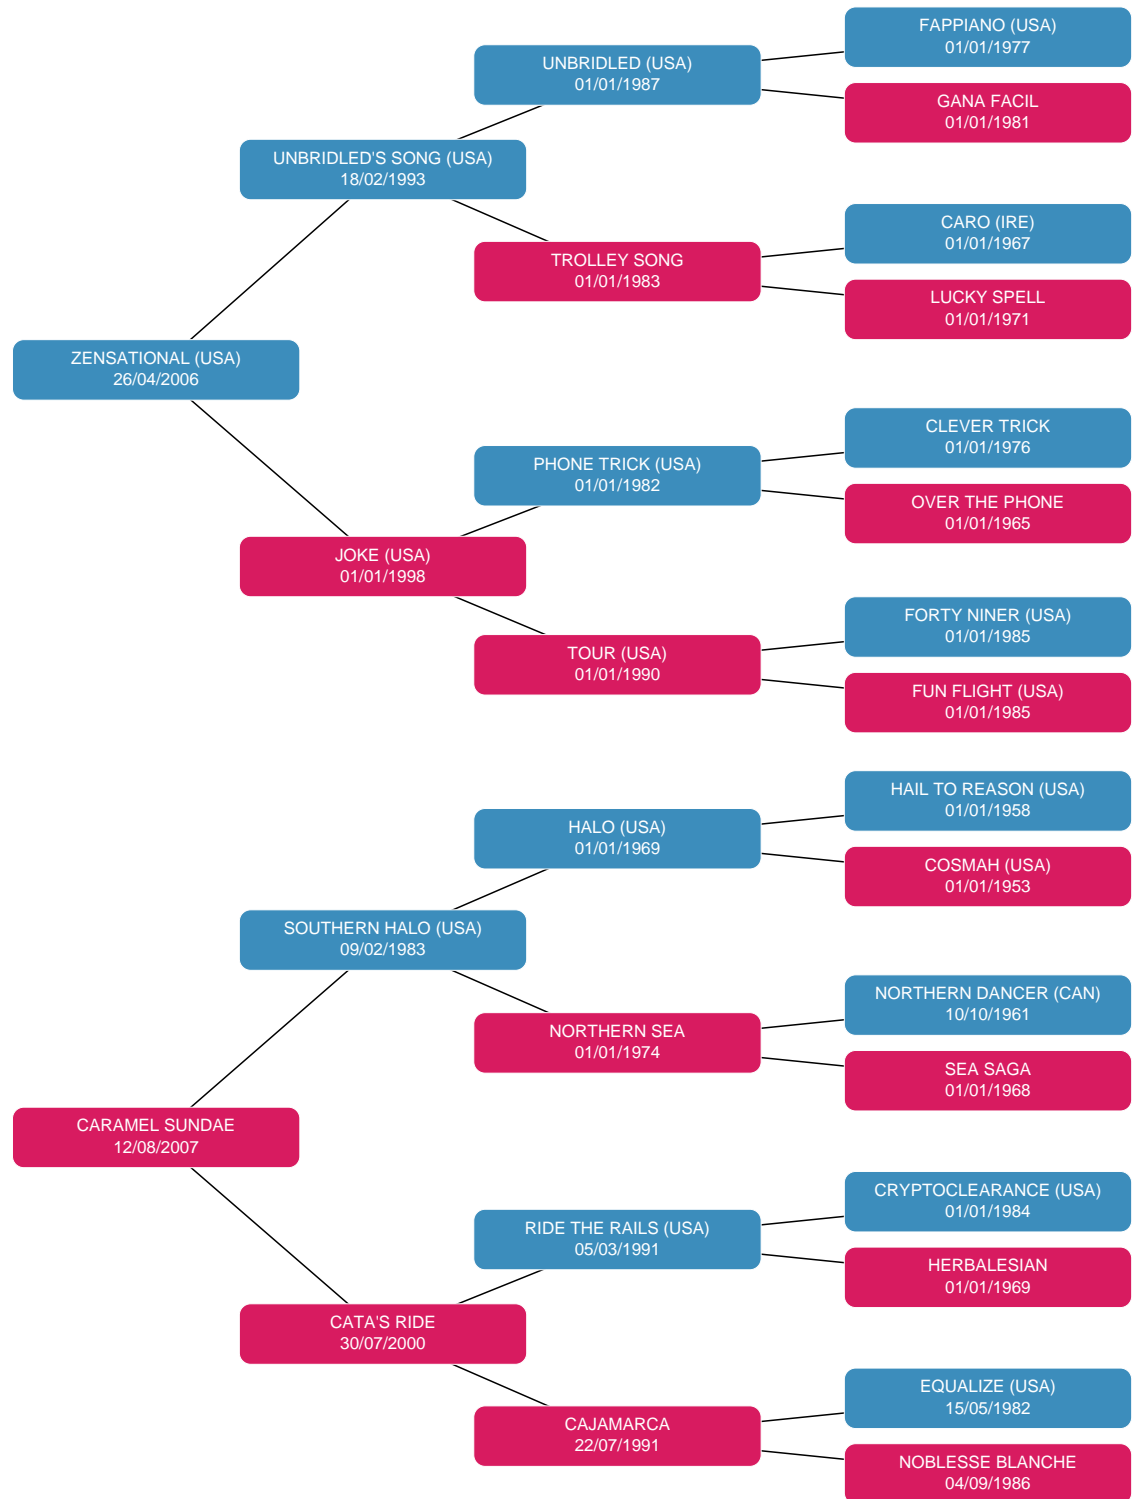 FAPPIANO (USA)
01/01/1977
UNBRIDLED (USA)
01/01/1987
GANA FACIL
01/01/1981
UNBRIDLED'S SONG (USA)
18/02/1993
CARO (IRE)
01/01/1967
TROLLEY SONG
01/01/1983
LUCKY SPELL
01/01/1971
ZENSATIONAL (USA)
26/04/2006
CLEVER TRICK
01/01/1976
PHONE TRICK (USA)
01/01/1982
OVER THE PHONE
01/01/1965
JOKE (USA)
01/01/1998
FORTY NINER (USA)
01/01/1985
TOUR (USA)
01/01/1990
FUN FLIGHT (USA)
01/01/1985
HAIL TO REASON (USA)
01/01/1958
HALO (USA)
01/01/1969
COSMAH (USA)
01/01/1953
SOUTHERN HALO (USA)
09/02/1983
NORTHERN DANCER (CAN)
10/10/1961
NORTHERN SEA
01/01/1974
SEA SAGA
01/01/1968
CARAMEL SUNDAE
12/08/2007
CRYPTOCLEARANCE (USA)
01/01/1984
RIDE THE RAILS (USA)
05/03/1991
HERBALESIAN
01/01/1969
CATA'S RIDE
30/07/2000
EQUALIZE (USA)
15/05/1982
CAJAMARCA
22/07/1991
NOBLESSE BLANCHE
04/09/1986